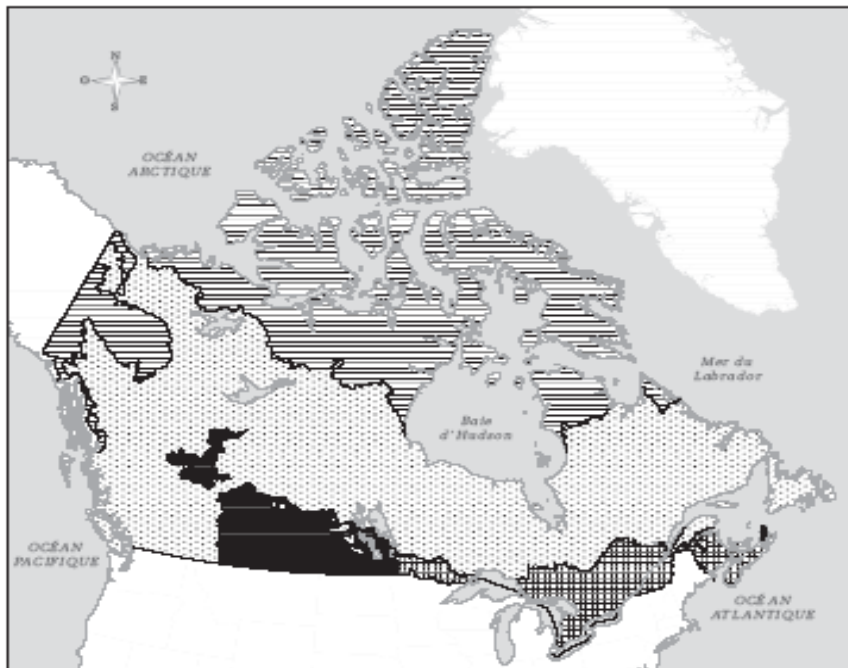 N
O E
S
OCÉAN
ARCTIQUE
Mer du
Labrador
Baie
d'Hudson
OCÉAN
PACIFIQUE
OCÉAN
ATLANTIQUE